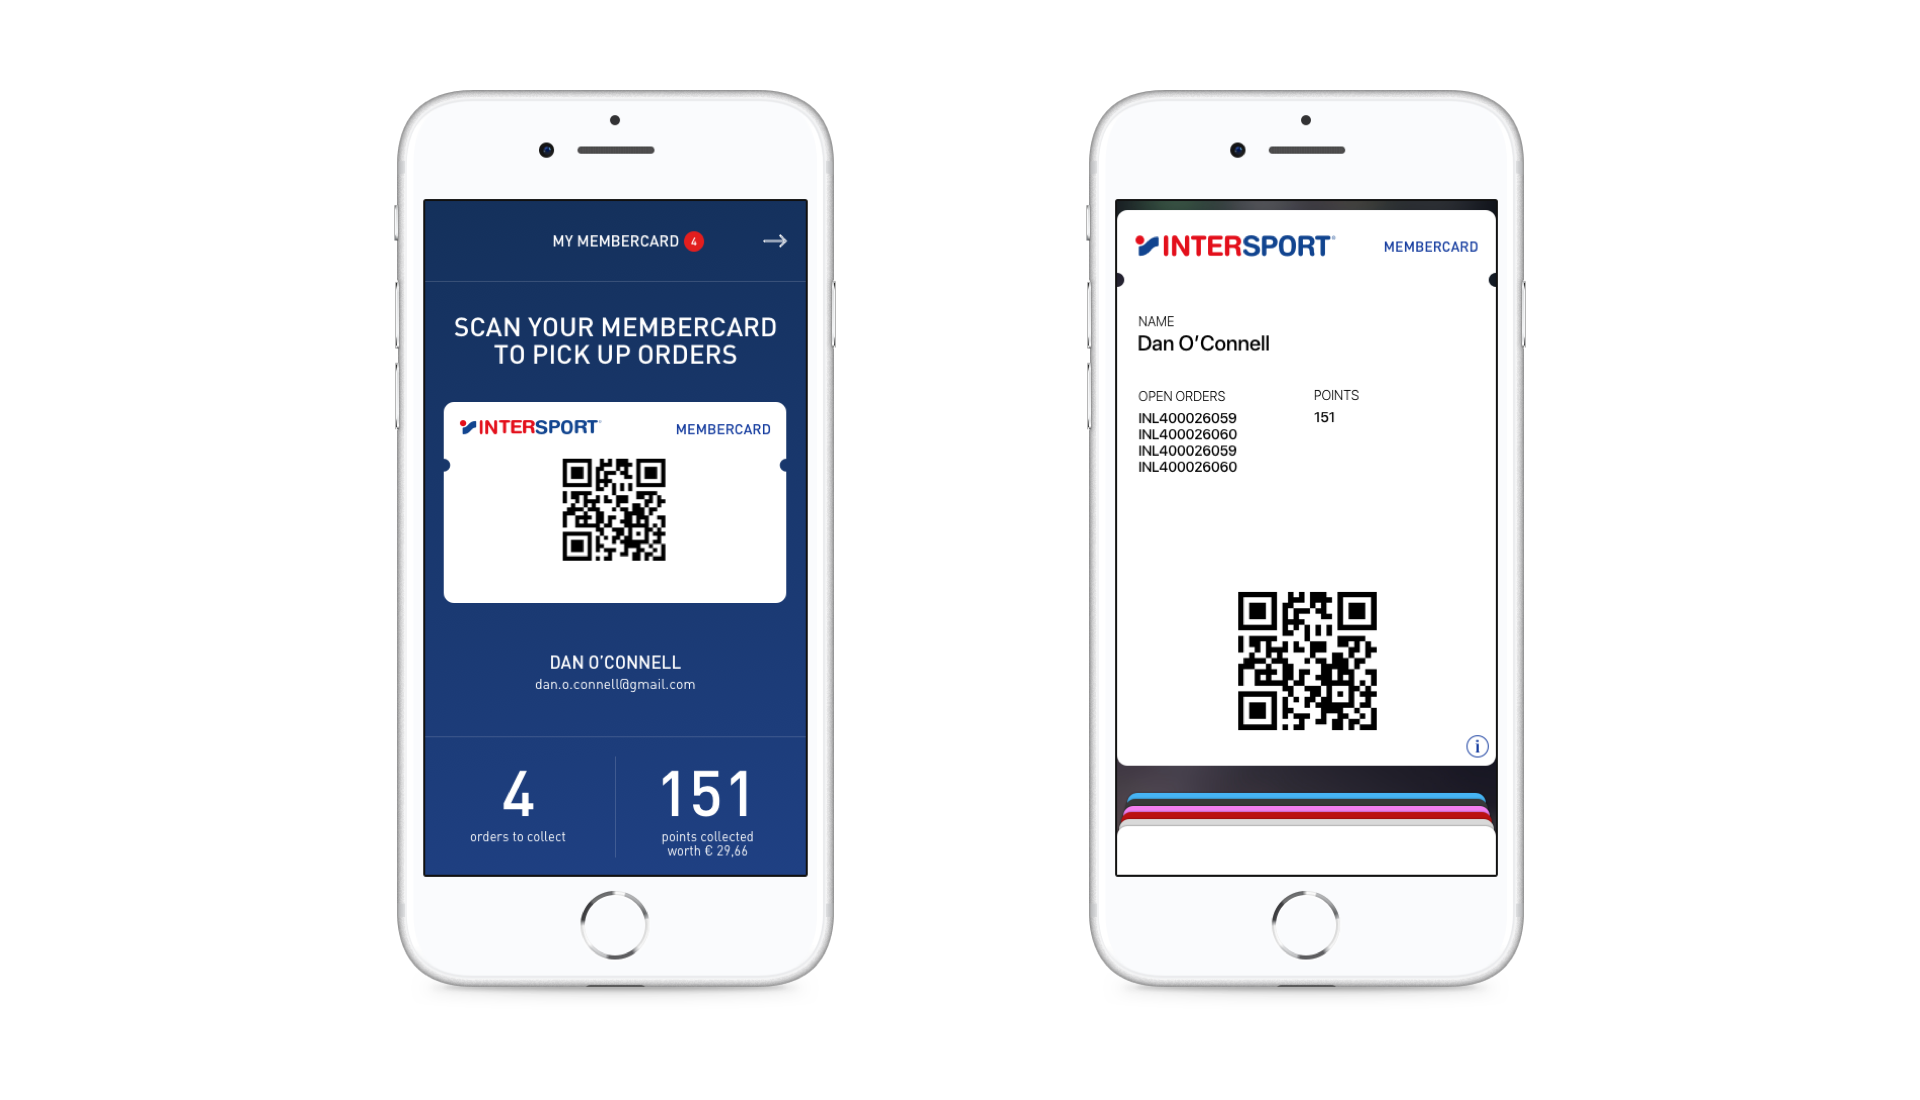 MY MEMBERCARD 4
SCAN YOUR MEMBERCARD
TO PICK UP ORDERS
INTERSPORT
MEMBERCARD
DAN O'CONNELL
dan.o.connell@gmail.com
4
orders to collect
151
points collected
worth € 29,66
INTERSPORT
MEMBERCARD
NAME
Dan O'Connell
OPEN ORDERS
INL400026059
INL400026060
INL400026059
INL400026060
POINTS
151
i